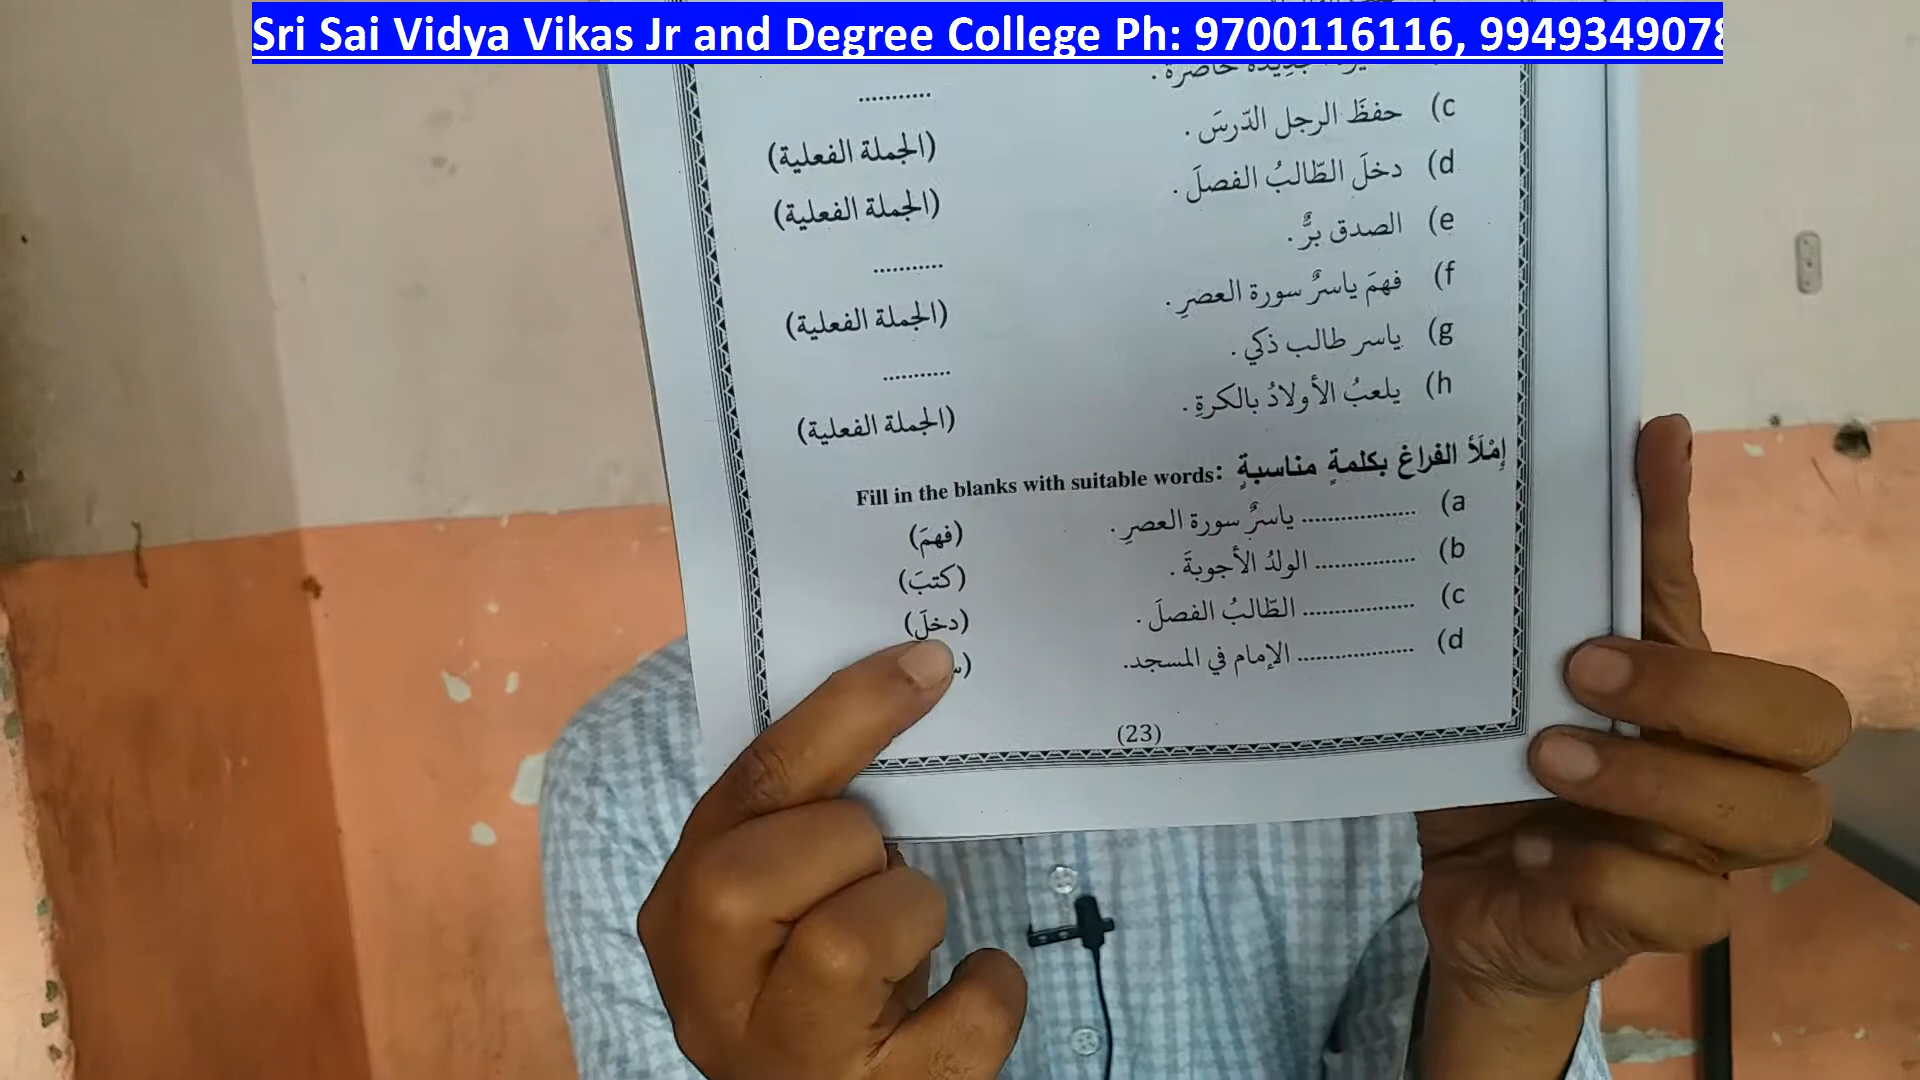 Sri Sai Vidya Vikas Jr and Degree College Ph: 9700116116, 9949349078
حاضرة .
...........
(c حفظَ الرجل الدّرسَ .
(الجملة الفعلية)
(d دخلَ الطّالبُ الفصلَ .
(الجملة الفعلية)
(e الصدق برٌّ .
...........
(f فهمَ ياسرٌ سورة العصرِ .
(الجملة الفعلية)
(g ياسر طالب ذكي .
...........
(h يلعبُ الأولادُ بالكرةِ .
(الجملة الفعلية)
إِمْلَأ الفراغ بكلمةٍ مناسبةٍ : Fill in the blanks with suitable words:
(a .................. ياسرٌ سورة العصرِ . (فهمَ)
(b ................ الولدُ الأجوبةَ . (كتبَ)
(c .................. الطّالبُ الفصلَ . (دخلَ)
(d .................. الإمام في المسجد.
(23)